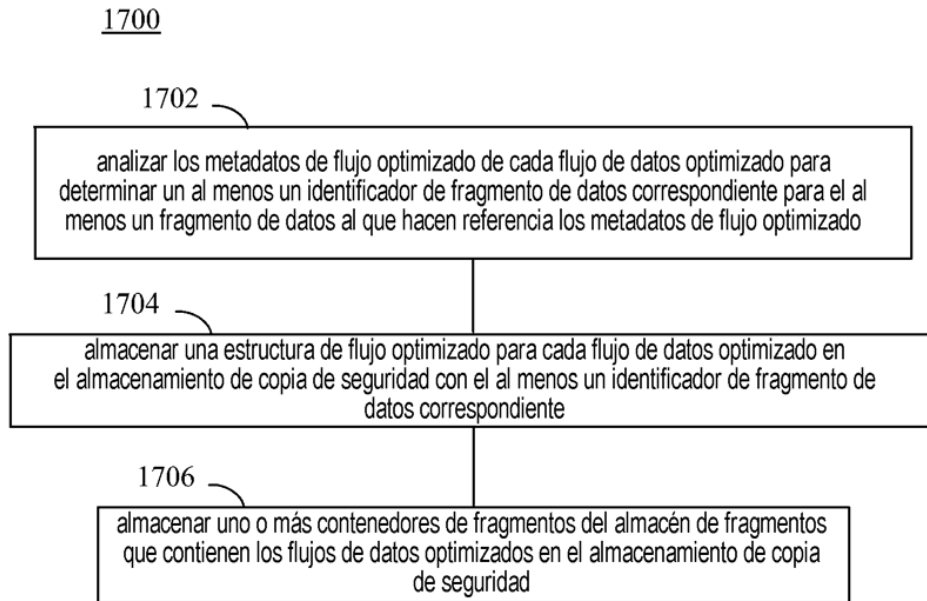 1700
1702
analizar los metadatos de flujo optimizado de cada flujo de datos optimizado para
determinar un al menos un identificador de fragmento de datos correspondiente para el al
menos un fragmento de datos al que hacen referencia los metadatos de flujo optimizado
1704
almacenar una estructura de flujo optimizado para cada flujo de datos optimizado en
el almacenamiento de copia de seguridad con el al menos un identificador de fragmento de
datos correspondiente
1706
almacenar uno o más contenedores de fragmentos del almacén de fragmentos
que contienen los flujos de datos optimizados en el almacenamiento de copia
de seguridad